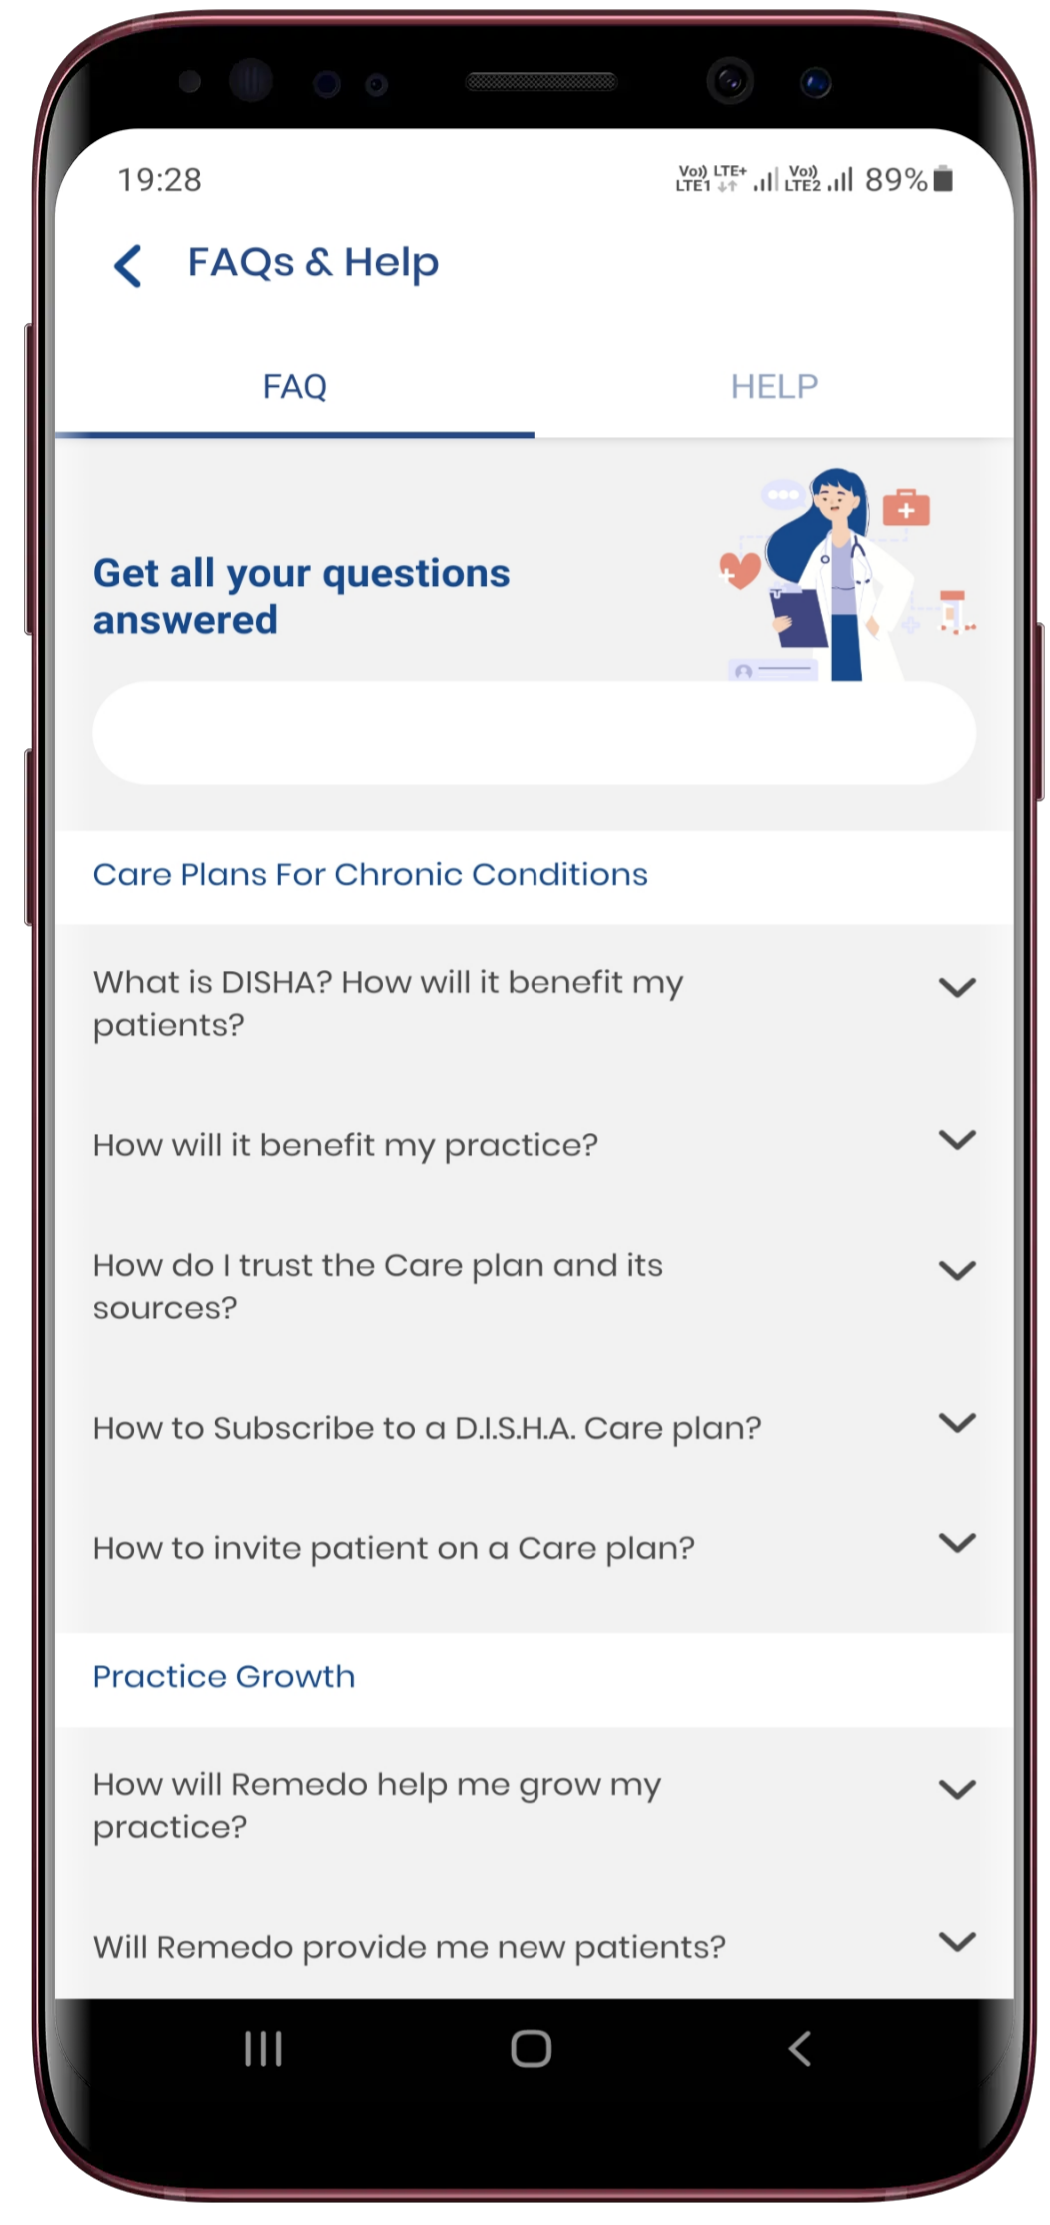 19:28
Vo)) LTE+
LTE1
Vo))
LTE2
89%
FAQs & Help
FAQ
HELP
Get all your questions
answered
Care Plans For Chronic Conditions
What is DISHA? How will it benefit my
patients?
How will it benefit my practice?
How do I trust the Care plan and its
sources?
How to Subscribe to a D.I.S.H.A. Care plan?
How to invite patient on a Care plan?
Practice Growth
How will Remedo help me grow my
practice?
Will Remedo provide me new patients?